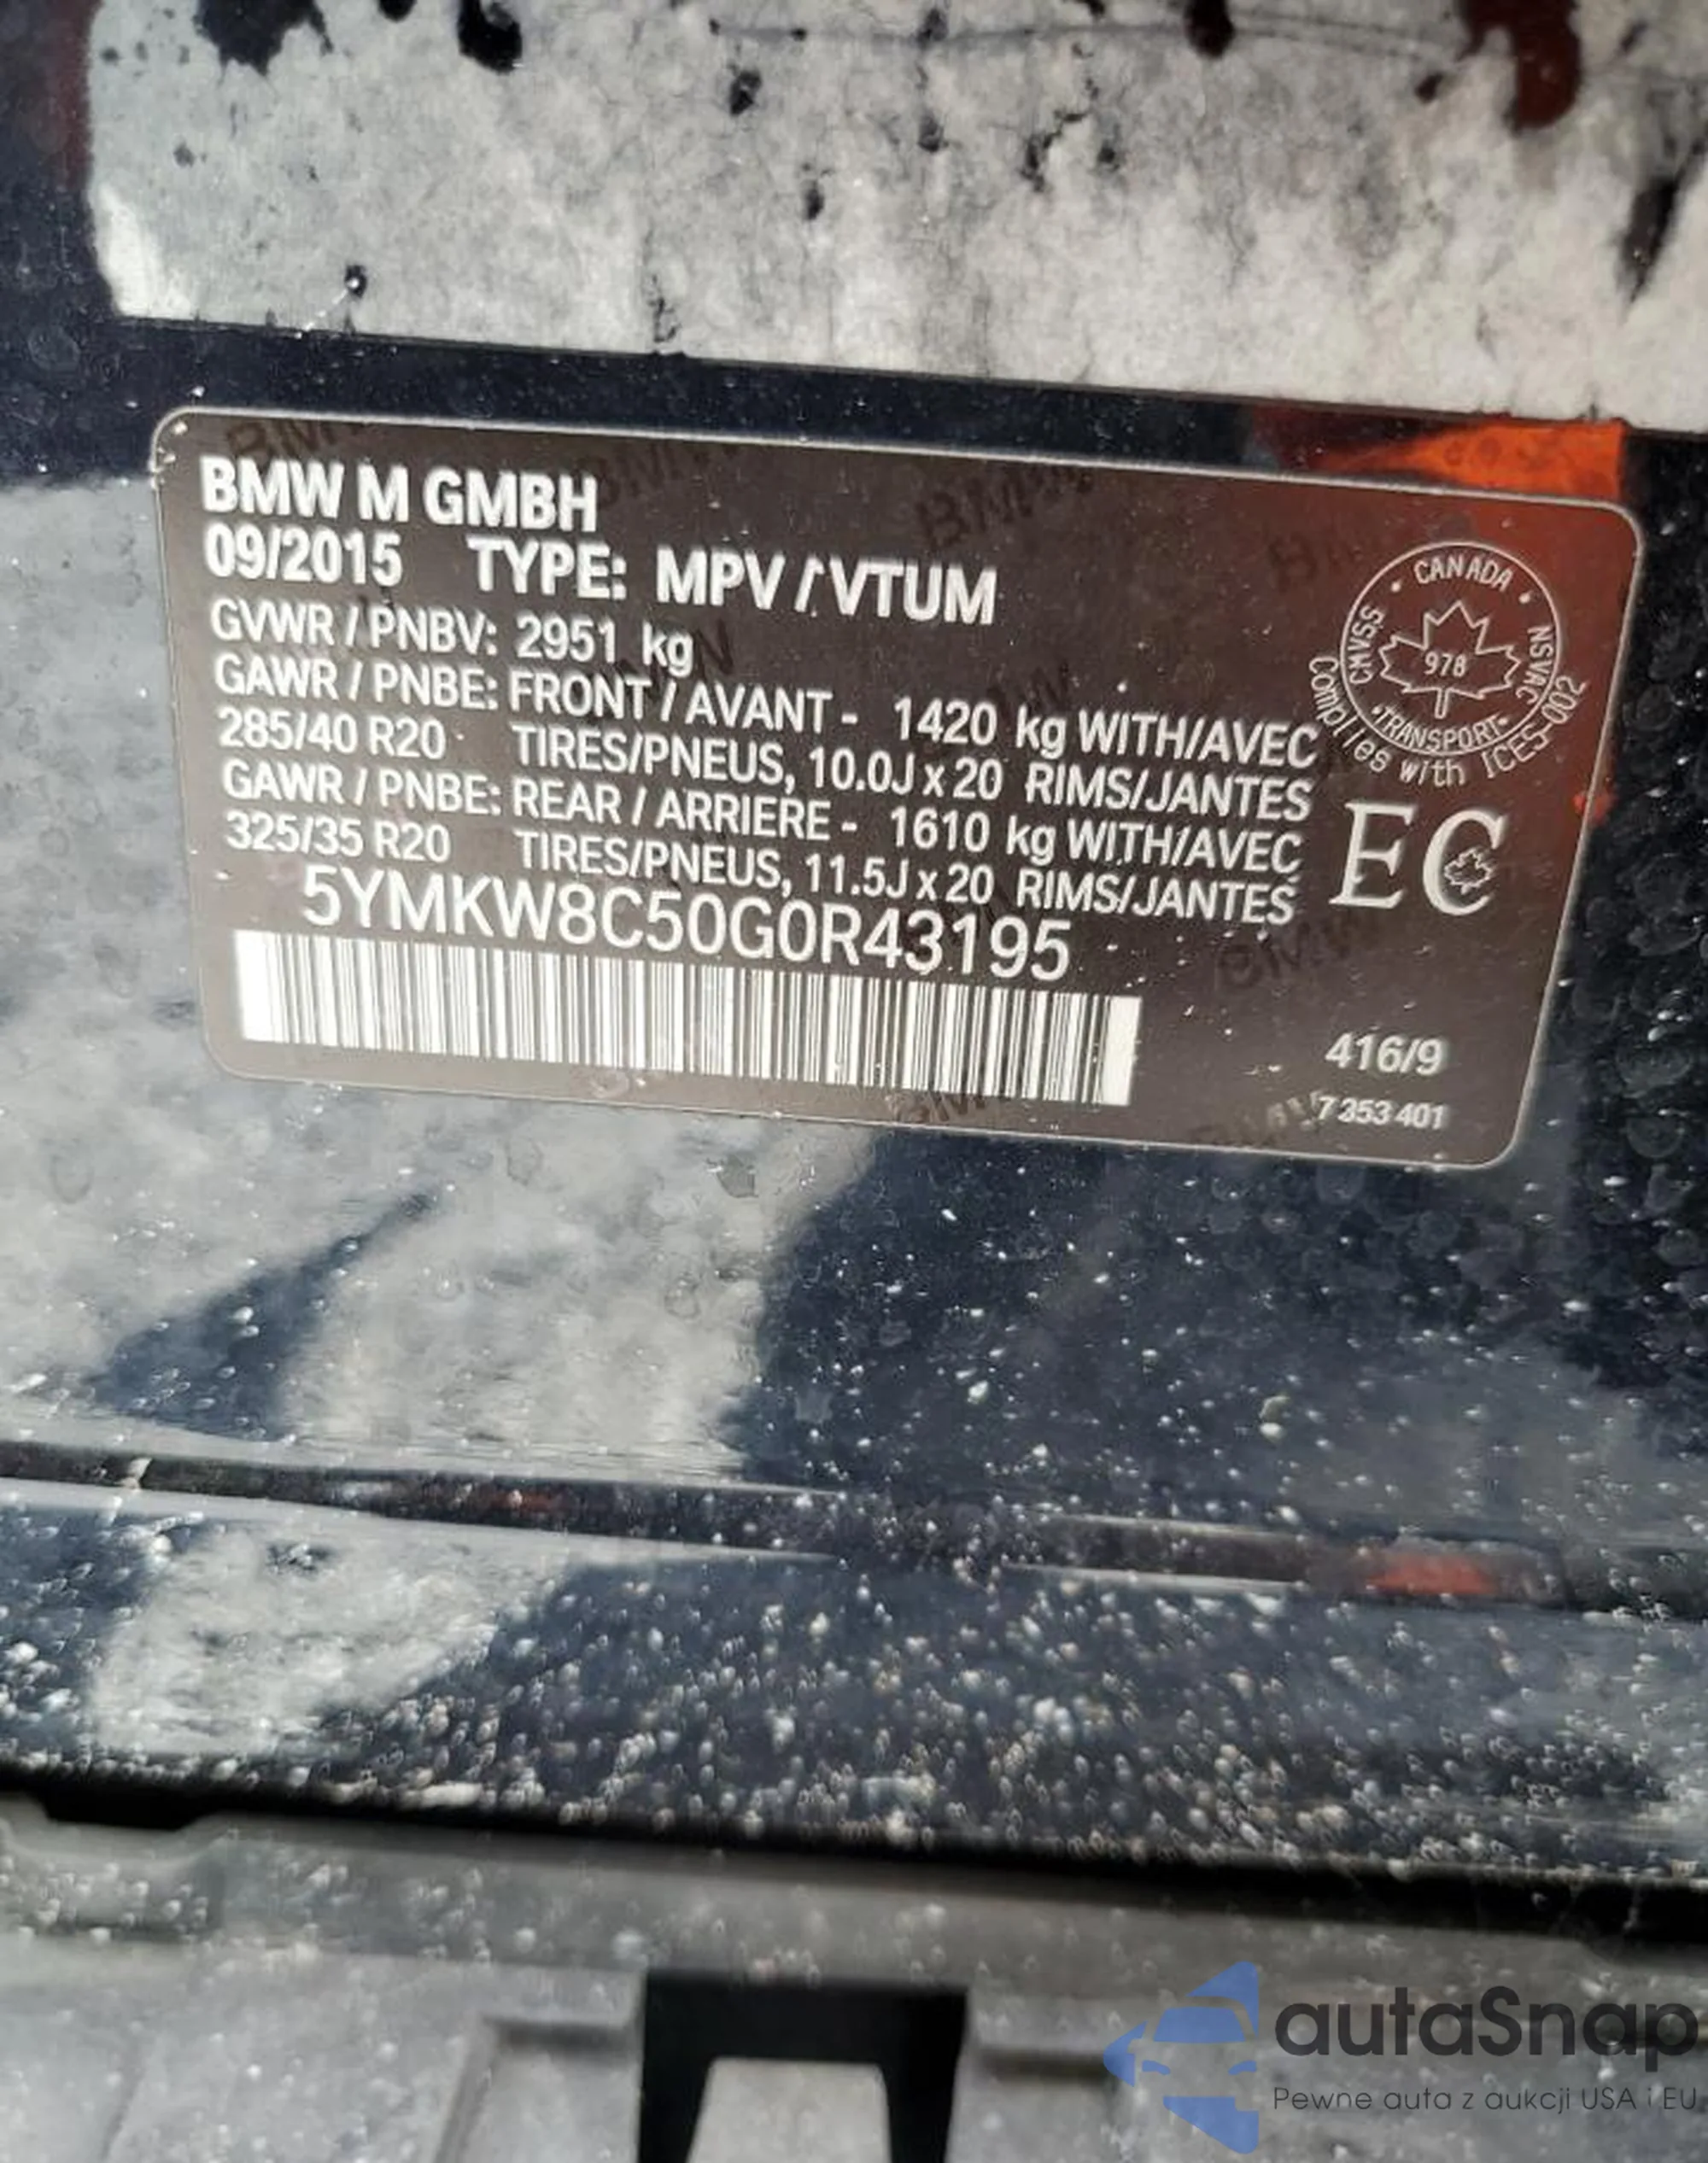 BMW M GMBH
09/2015 TYPE: MPV / VTUM
GVWR / PNBV: 2951 kg
GAWR / PNBE: FRONT / AVANT - 1420 kg WITH/AVEC
285/40 R20 TIRES/PNEUS, 10.0J x 20 RIMS/JANTES
GAWR / PNBE: REAR / ARRIERE - 1610 kg WITH/AVEC
325/35 R20 TIRES/PNEUS, 11.5J x 20 RIMS/JANTES
5YMKW8C50G0R43195
CANADA
CMVSS
978
NSVAC
TRANSPORT
Complies with ICES-002
EC
416/9
7 353 401
autaSnap
Pewne auta z aukcji USA i EU